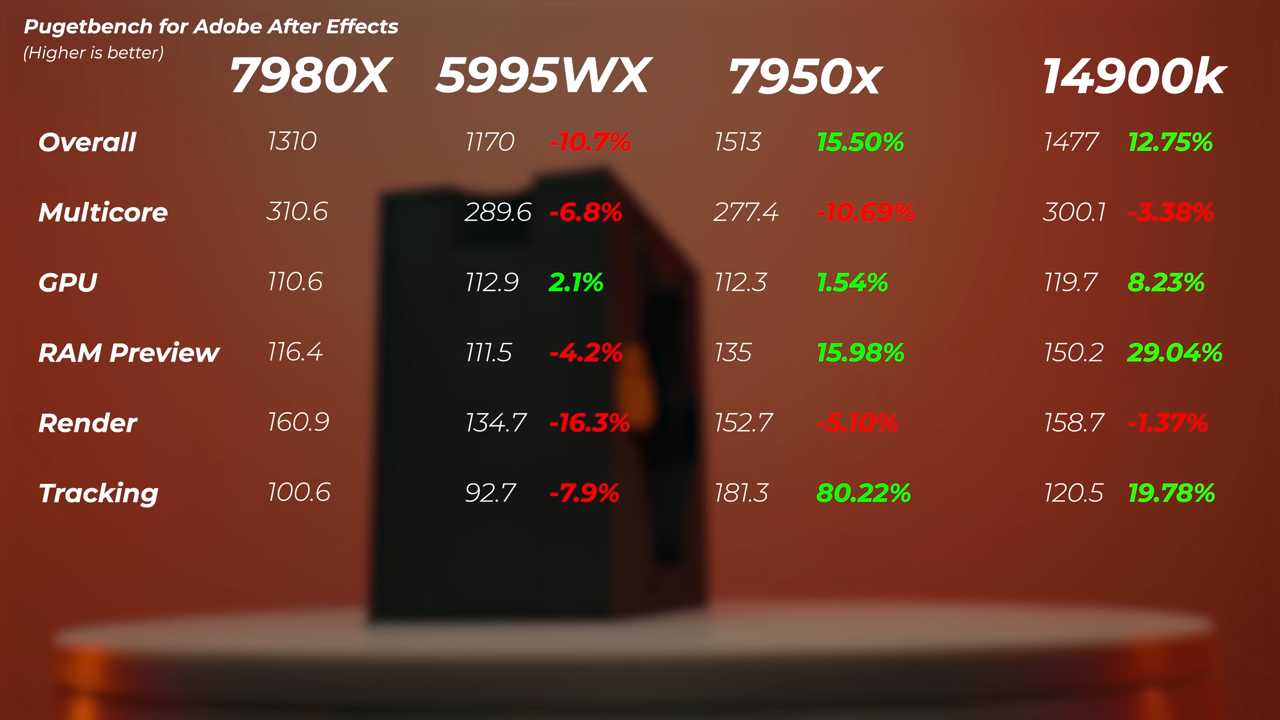 Pugetbench for Adobe After Effects
(Higher is better)
7980X 5995WX 7950x 14900k
Overall 1310 1170 -10.7% 1513 15.50% 1477 12.75%
Multicore 310.6 289.6 -6.8% 277.4 -10.69% 300.1 -3.38%
GPU 110.6 112.9 2.1% 112.3 1.54% 119.7 8.23%
RAM Preview 116.4 111.5 -4.2% 135 15.98% 150.2 29.04%
Render 160.9 134.7 -16.3% 152.7 -5.10% 158.7 -1.37%
Tracking 100.6 92.7 -7.9% 181.3 80.22% 120.5 19.78%